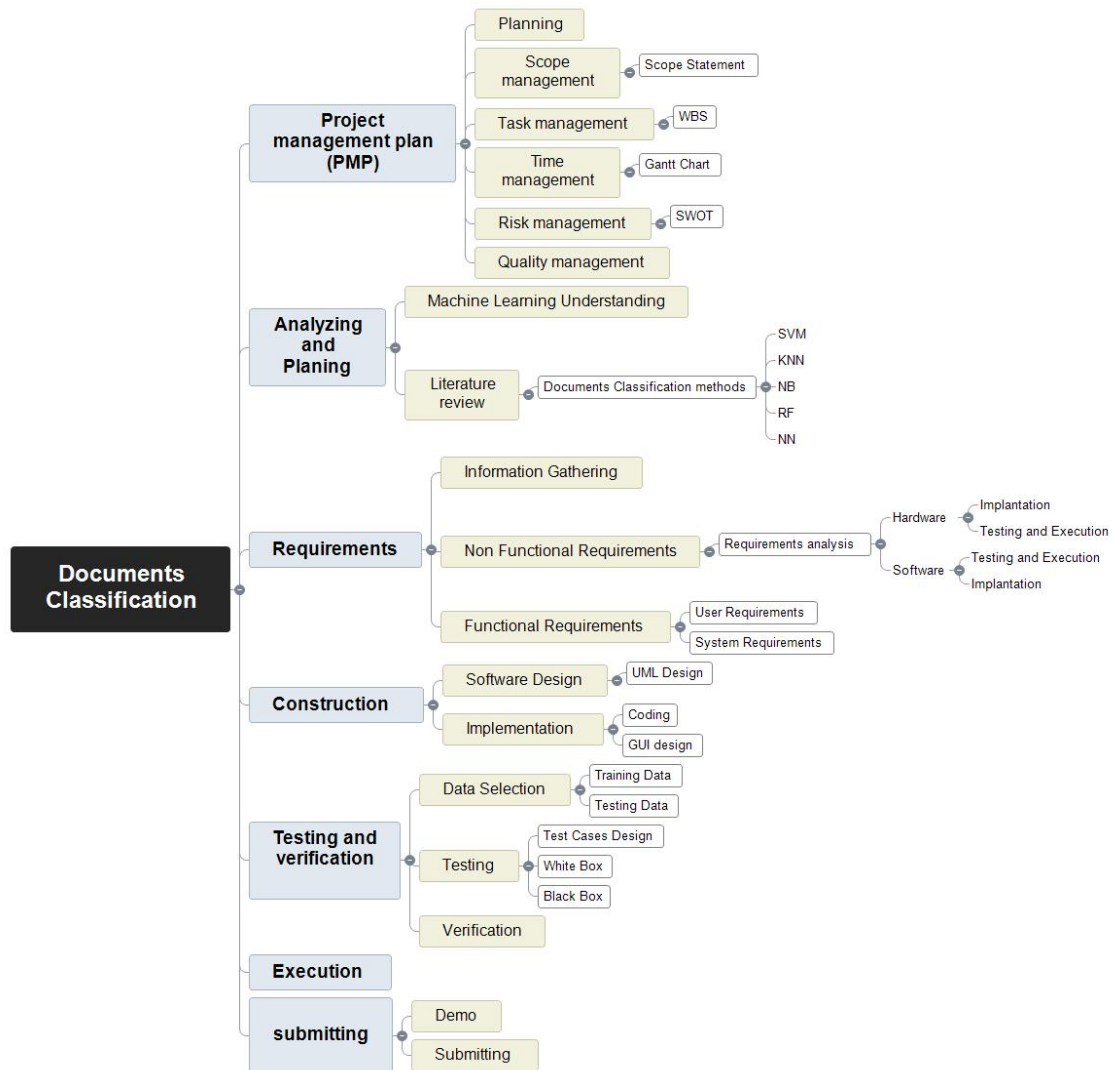 Documents
Classification
Project
management plan
(PMP)
Planning
Scope
management
Scope Statement
Task management
WBS
Time
management
Gantt Chart
Risk management
SWOT
Quality management
Analyzing
and
Planing
Machine Learning Understanding
Literature
review
Documents Classification methods
SVM
KNN
NB
RF
NN
Requirements
Information Gathering
Non Functional Requirements
Requirements analysis
Hardware
Implantation
Testing and Execution
Software
Testing and Execution
Implantation
Functional Requirements
User Requirements
System Requirements
Construction
Software Design
UML Design
Implementation
Coding
GUI design
Testing and
verification
Data Selection
Training Data
Testing Data
Testing
Test Cases Design
White Box
Black Box
Verification
Execution
submitting
Demo
Submitting